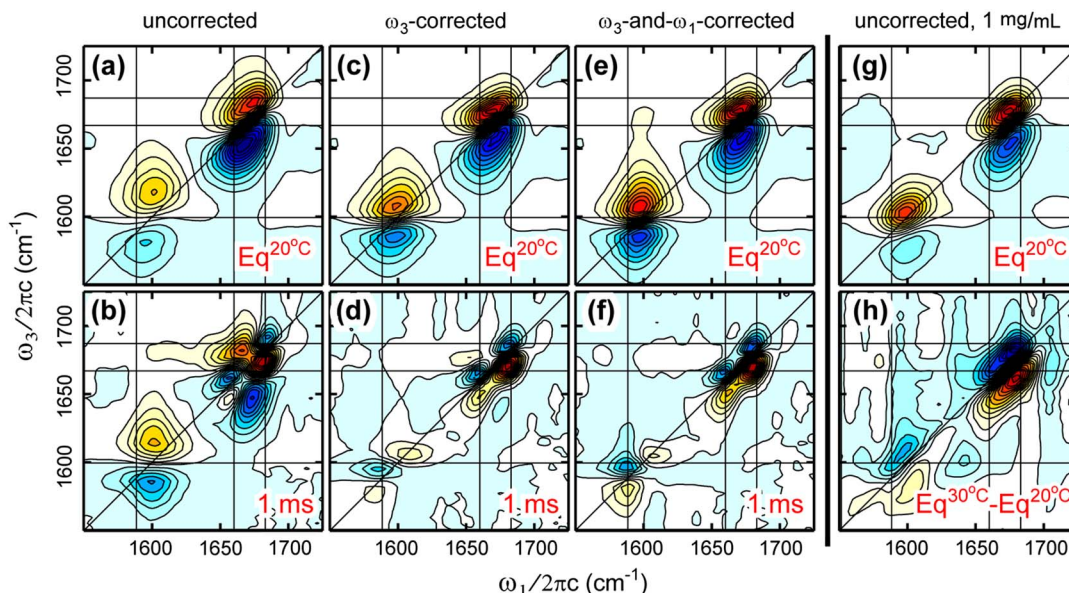 uncorrected
ω₃-corrected
ω₃-and-ω₁-corrected
uncorrected, 1 mg/mL
(a)
(c)
(e)
(g)
1700
1650
1600
Eq²⁰°ᶜ
Eq²⁰°ᶜ
Eq²⁰°ᶜ
Eq²⁰°ᶜ
ω₃/2πc (cm⁻¹)
(b)
(d)
(f)
(h)
1700
1650
1600
1 ms
1 ms
1 ms
Eq³⁰°ᶜ-Eq²⁰°ᶜ
1600 1650 1700
1600 1650 1700
1600 1650 1700
1600 1650 1700
ω₁/2πc (cm⁻¹)